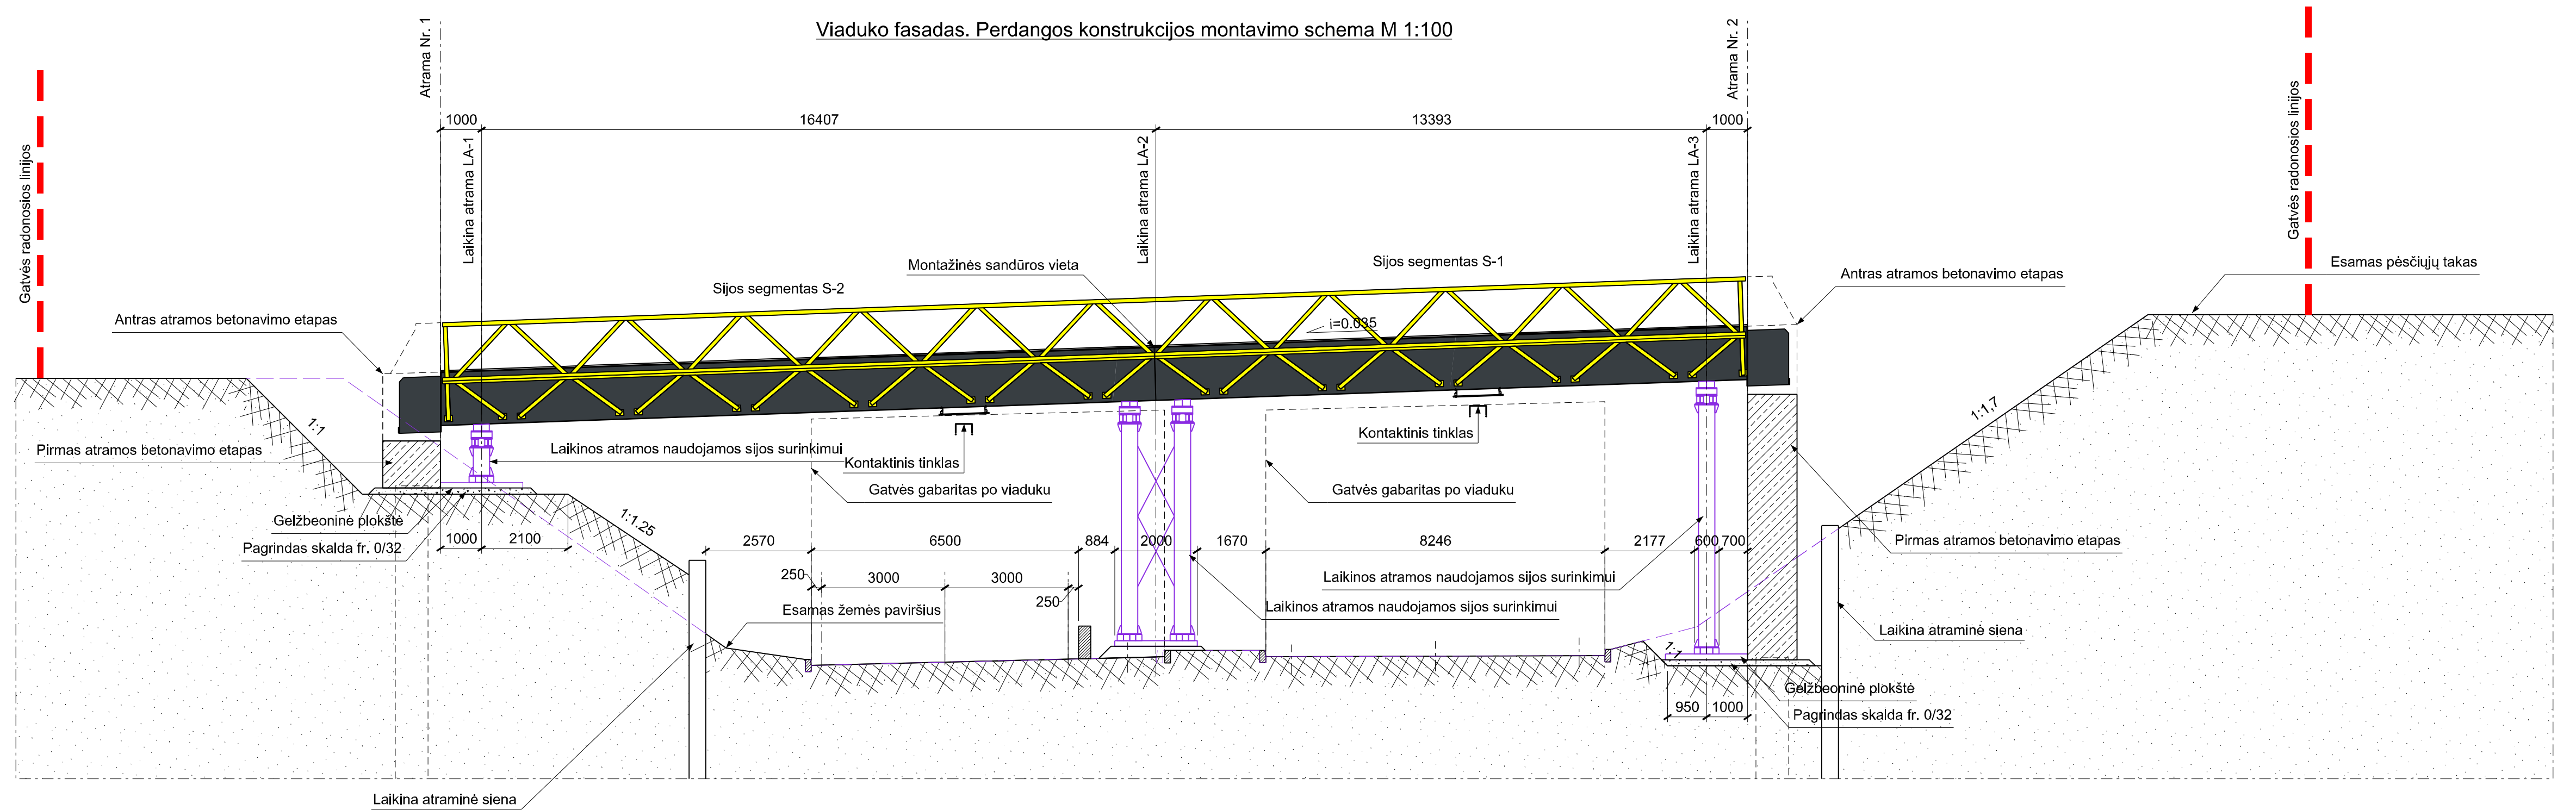 Viaduko fasadas. Perdangos konstrukcijos montavimo schema M 1:100
Atrama Nr. 1
Atrama Nr. 2
1000
16407
13393
1000
Gatvės radonosios linijos
Laikina atrama LA-1
Laikina atrama LA-2
Laikina atrama LA-3
Gatvės radonosios linijos
Montažinės sandūros vieta
Sijos segmentas S-1
Esamas pėsčiųjų takas
Antras atramos betonavimo etapas
Sijos segmentas S-2
Antras atramos betonavimo etapas
i=0.035
1:1
1:1,7
Kontaktinis tinklas
Pirmas atramos betonavimo etapas
Laikinos atramos naudojamos sijos surinkimui
Kontaktinis tinklas
Gatvės gabaritas po viaduku
Gatvės gabaritas po viaduku
Gelžbeoninė plokštė
1:1.25
Pagrindas skalda fr. 0/32
1000
2100
2570
6500
884
2000
1670
8246
2177
600
700
Pirmas atramos betonavimo etapas
250
3000
3000
250
Laikinos atramos naudojamos sijos surinkimui
Laikinos atramos naudojamos sijos surinkimui
Esamas žemės paviršius
Laikina atraminė siena
1:1
Gelžbeoninė plokštė
950
1000
Pagrindas skalda fr. 0/32
Laikina atraminė siena